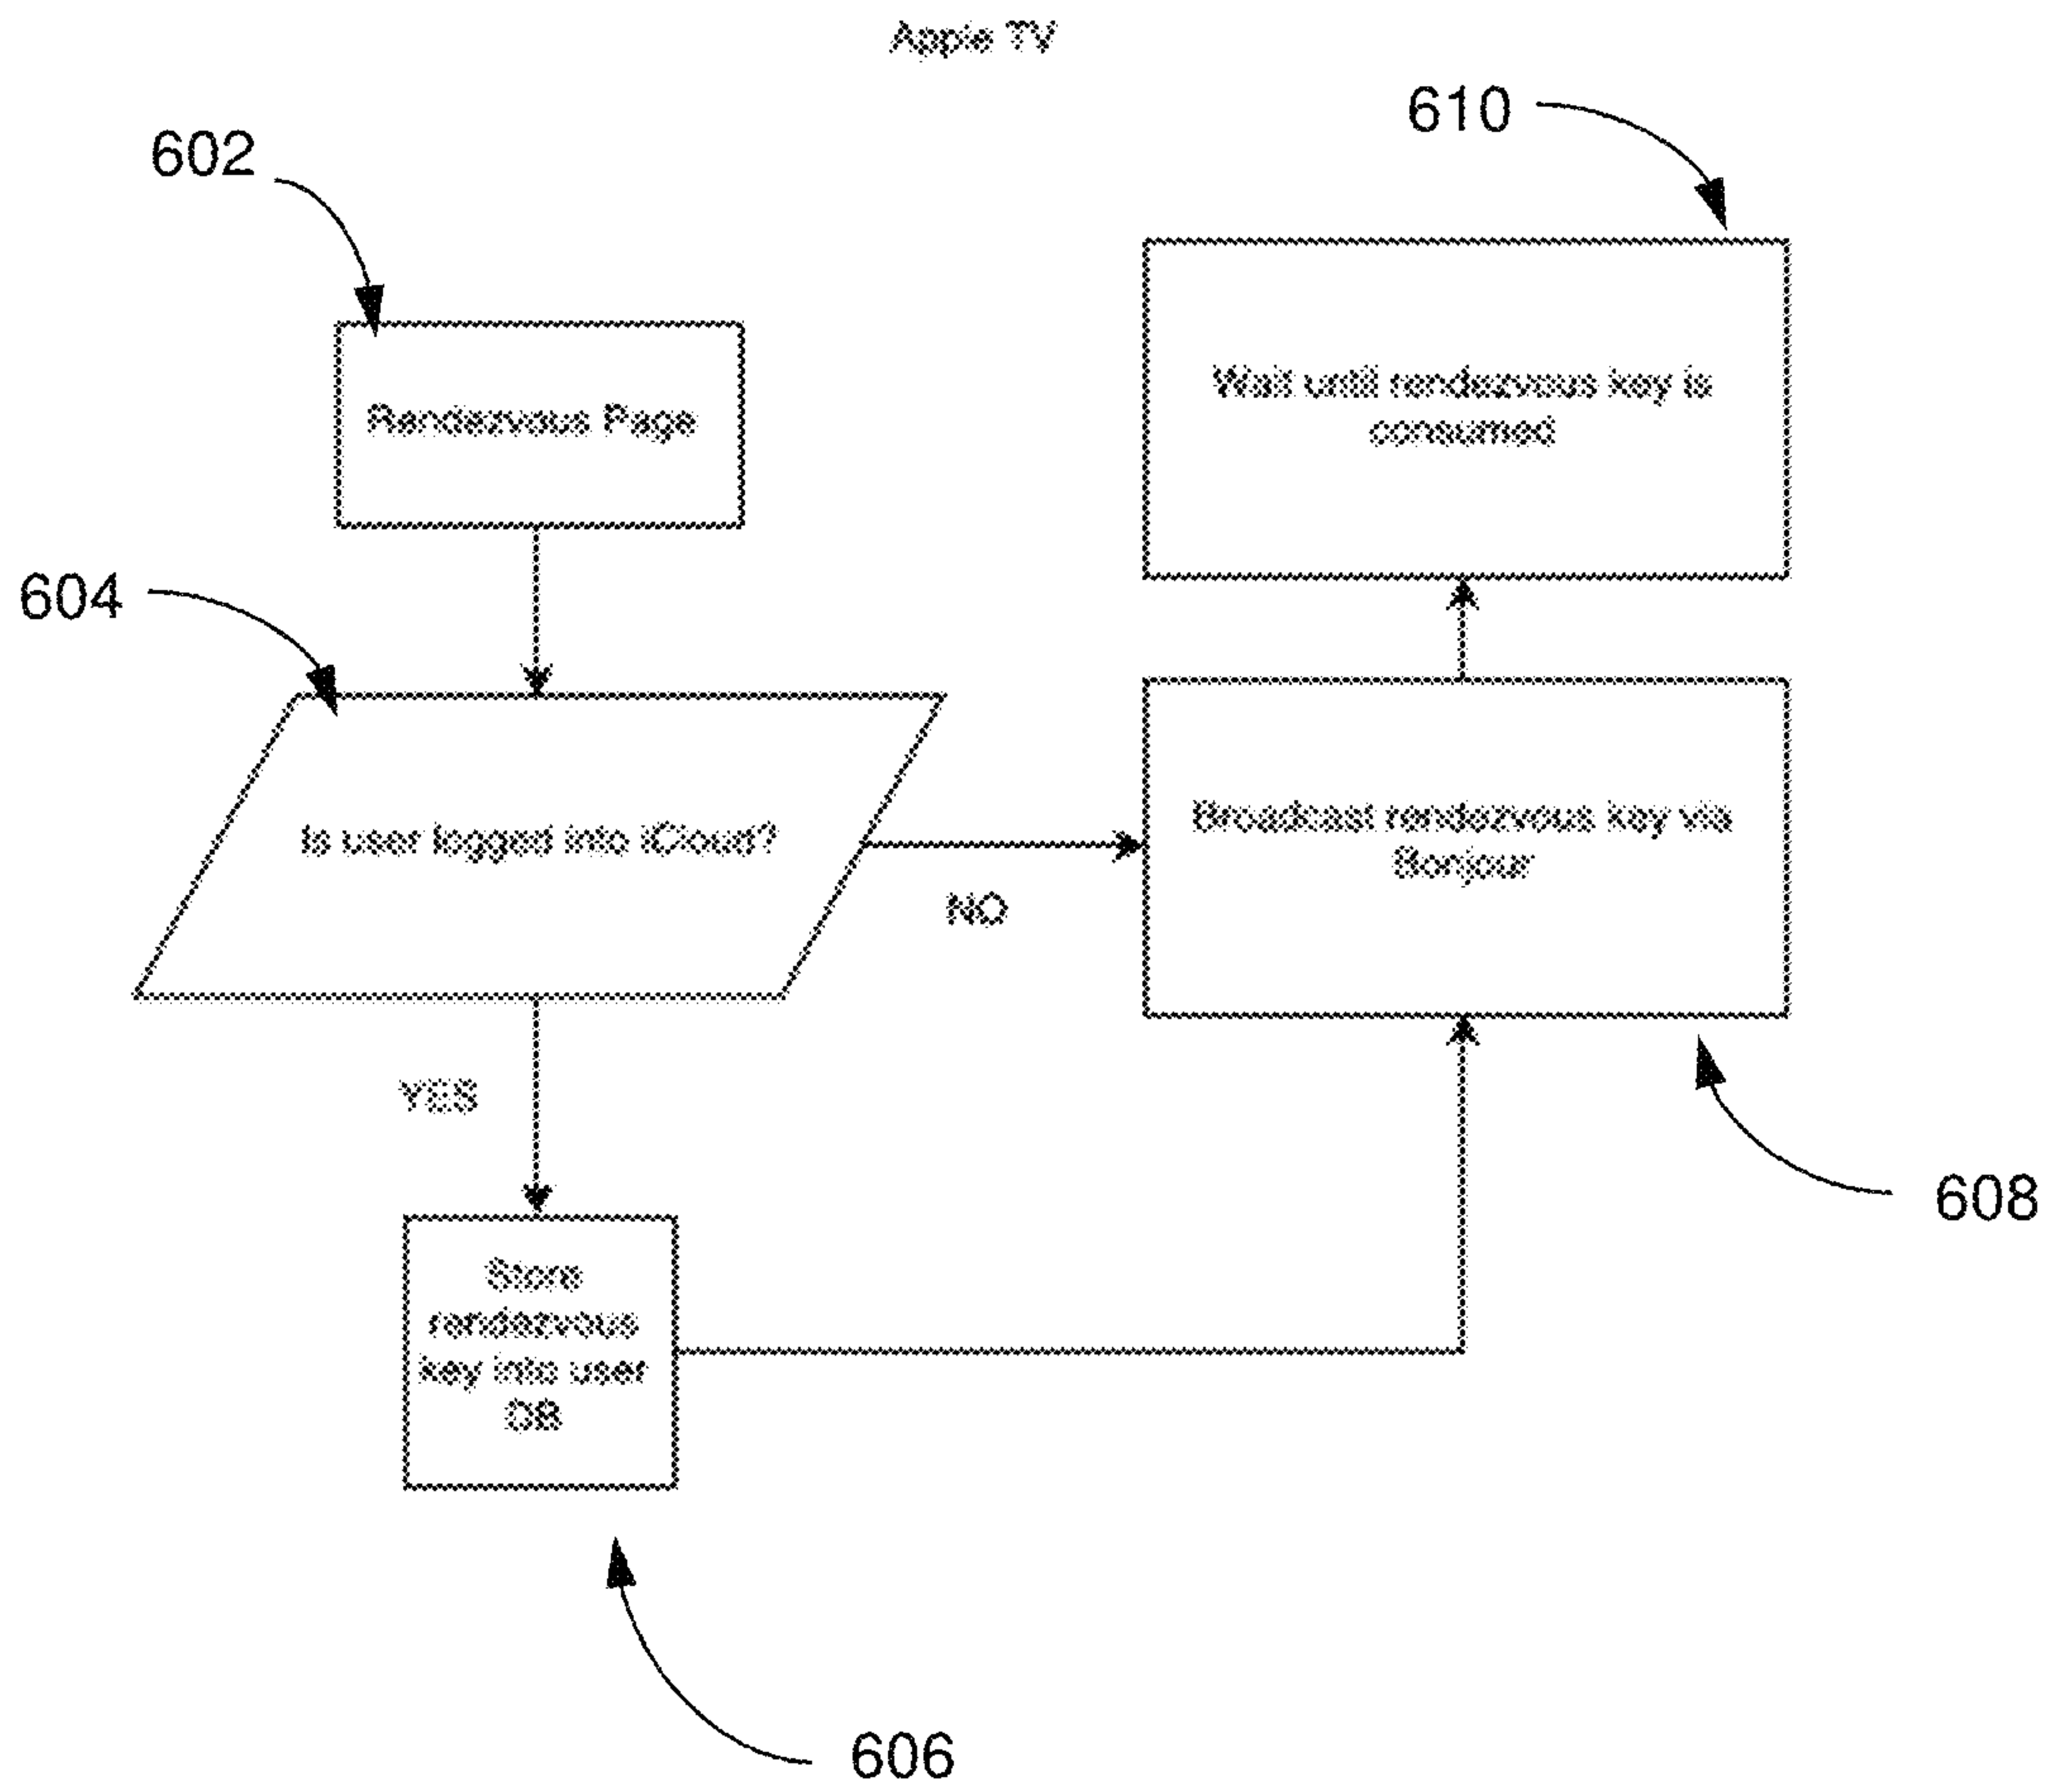 Apple TV
610
602
Rendezvous Page
Wait until rendezvous key is
consumed
604
Is user logged into iCloud?
Broadcast rendezvous key via
Bonjour
NO
YES
608
Store
rendezvous
key into user
DB
606